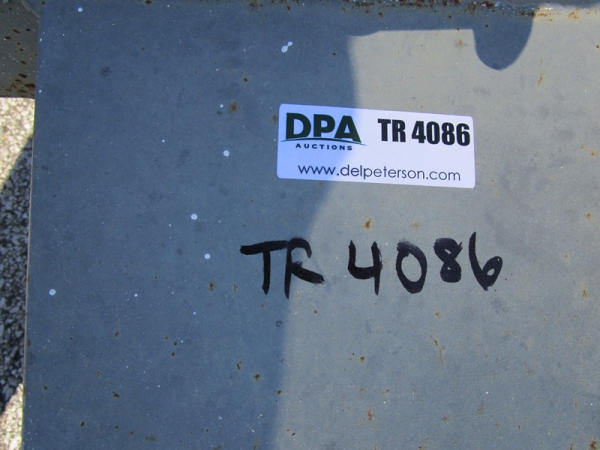 DPA TR 4086
AUCTIONS
www.delpeterson.com
TR 4086